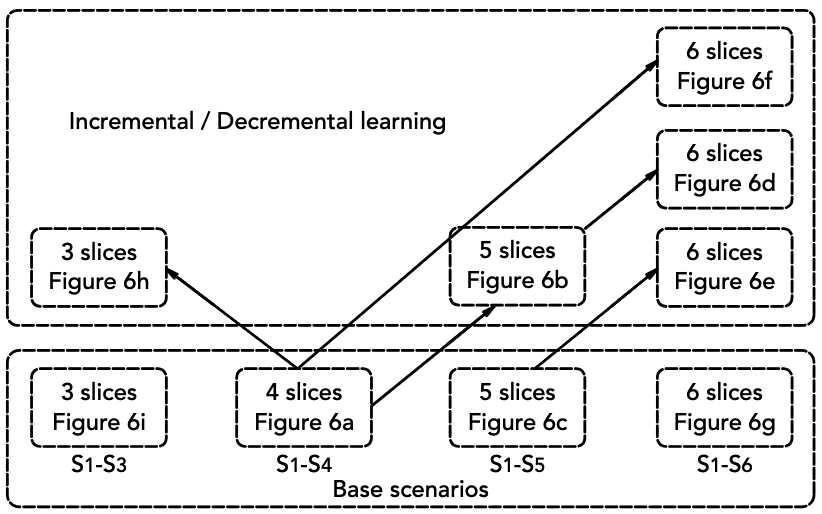 6 slices
Figure 6f
Incremental / Decremental learning
6 slices
Figure 6d
3 slices
Figure 6h
5 slices
Figure 6b
6 slices
Figure 6e
3 slices
Figure 6i
4 slices
Figure 6a
5 slices
Figure 6c
6 slices
Figure 6g
S1-S3
S1-S4
S1-S5
S1-S6
Base scenarios